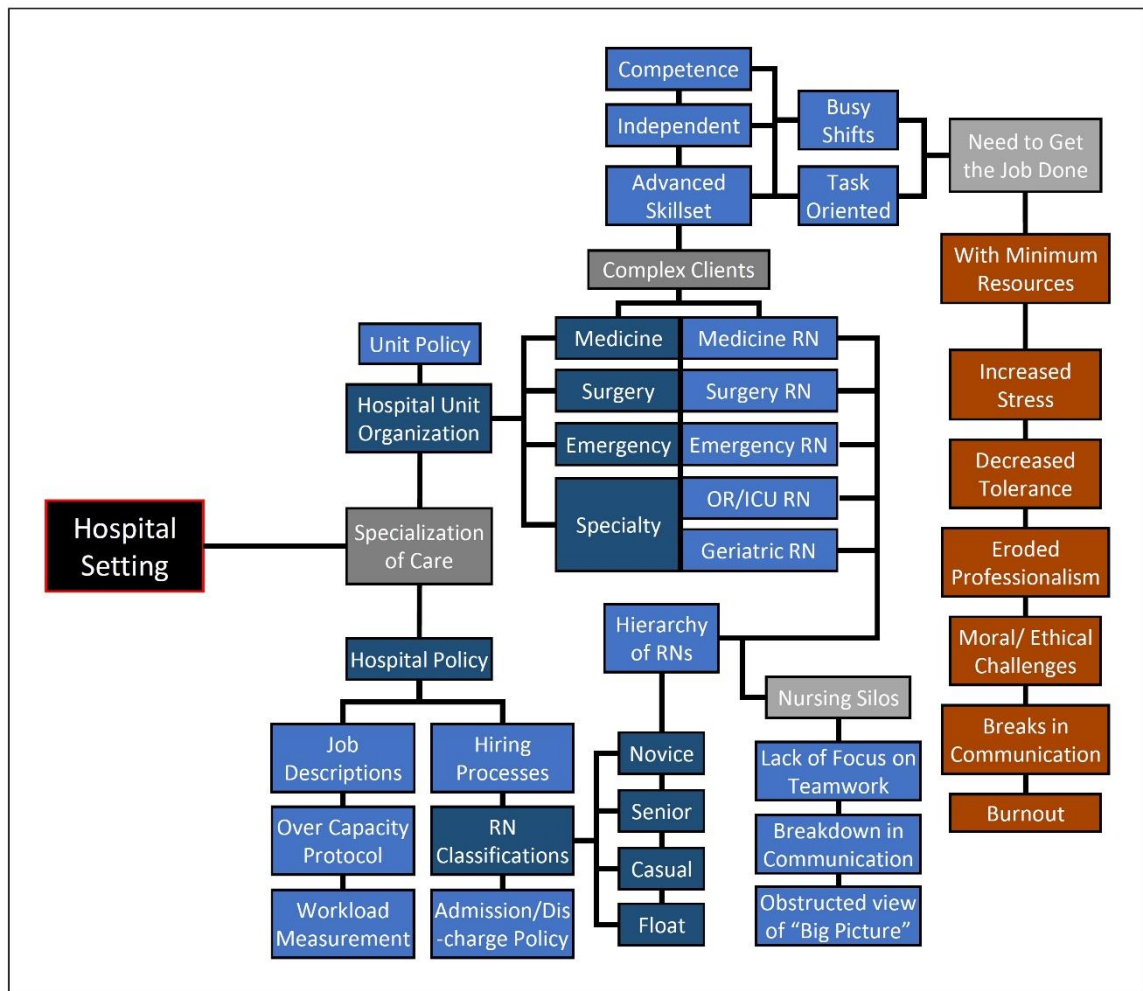 Competence
Independent
Advanced
Skillset
Busy
Shifts
Task
Oriented
Need to Get
the Job Done
With Minimum
Resources
Increased
Stress
Decreased
Tolerance
Eroded
Professionalism
Moral/ Ethical
Challenges
Breaks in
Communication
Burnout
Complex Clients
Medicine
Medicine RN
Surgery
Surgery RN
Emergency
Emergency RN
Specialty
OR/ICU RN
Geriatric RN
Unit Policy
Hospital Unit
Organization
Hospital
Setting
Specialization
of Care
Hospital Policy
Job
Descriptions
Over Capacity
Protocol
Workload
Measurement
Hiring
Processes
RN
Classifications
Admission/Dis
-charge Policy
Hierarchy
of RNs
Novice
Senior
Casual
Float
Nursing Silos
Lack of Focus on
Teamwork
Breakdown in
Communication
Obstructed view
of “Big Picture”